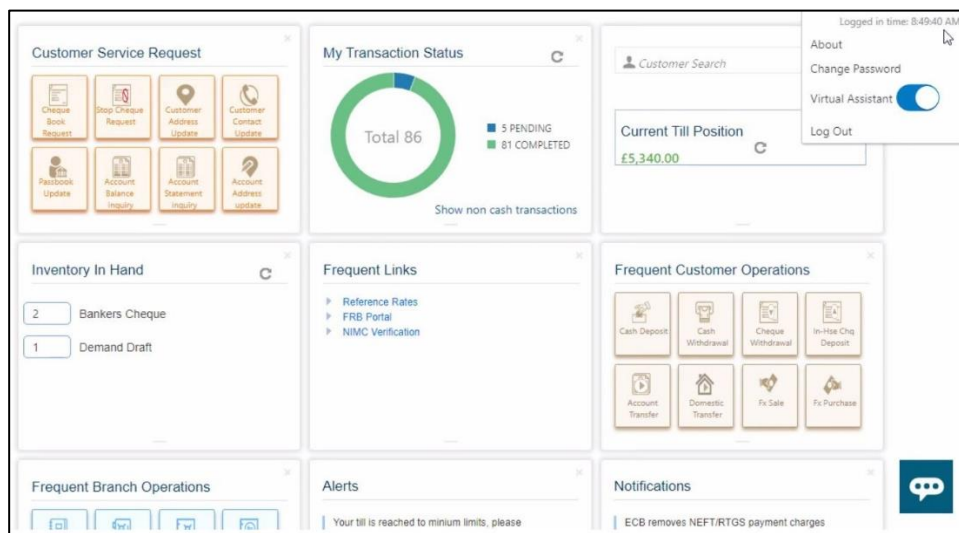 Logged in time: 8:49:40 AM
About
Change Password
Virtual Assistant
Log Out
Customer Service Request
Cheque
Book
Request
Stop Cheque
Request
Customer
Address
Update
Customer
Contact
Update
Passbook
Update
Account
Balance
Inquiry
Account
Statement
Inquiry
Account
Address
update
My Transaction Status
Total 86
5 PENDING
81 COMPLETED
Show non cash transactions
Customer Search
Current Till Position
£5,340.00
Inventory In Hand
2 Bankers Cheque
1 Demand Draft
Frequent Links
Reference Rates
FRB Portal
NIMC Verification
Frequent Customer Operations
Cash Deposit
Cash
Withdrawal
Cheque
Withdrawal
In-Hse Chq
Deposit
Account
Transfer
Domestic
Transfer
Fx Sale
Fx Purchase
Frequent Branch Operations
Alerts
Your till is reached to minium limits, please
Notifications
ECB removes NEFT/RTGS payment charges